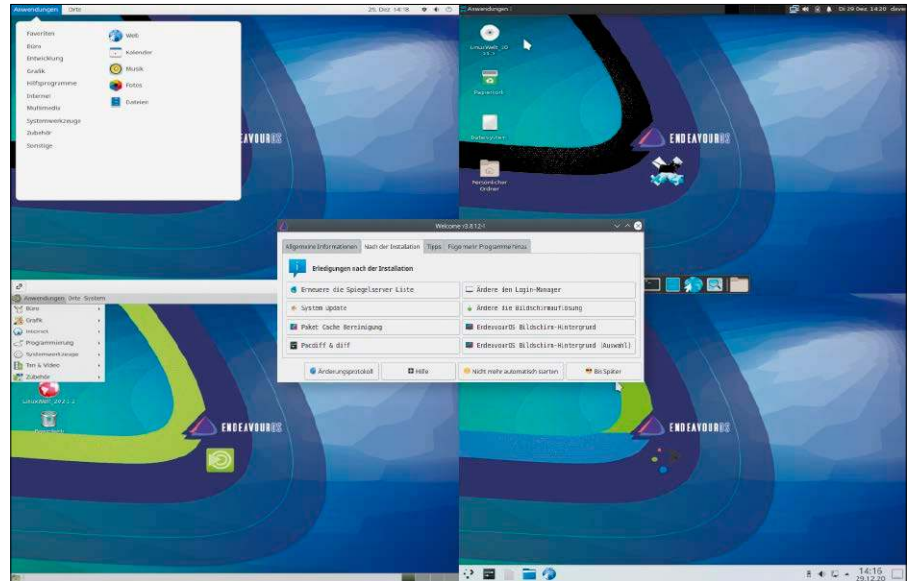 Anwendungen Orte
25. Dez 14:18
Favoriten
Büro
Entwicklung
Grafik
Hilfsprogramme
Internet
Multimedia
Systemwerkzeuge
Zubehör
Sonstige
Web
Kalender
Musik
Fotos
Dateien
Anwendungen
Di 29 Dez 14:20
Papierkorb
Dateisystem
Persönlicher
Ordner
ENDEAVOUROS
Welcome
Allgemeine Informationen Nach der Installation Tipps Füge mehr Programme hinzu
Erledigungen nach der Installation
Erneuere die Spiegelserver Liste
Ändere den Login-Manager
System Update
Ändere die Bildschirmauflösung
Paket Cache Bereinigung
EndeavourOS Bildschirm-Hintergrund
Pacdiff & diff
EndeavourOS Bildschirm-Hintergrund (Auswahl)
Änderungsprotokoll
Hilfe
Nicht mehr automatisch starten
Bis Später
Anwendungen Orte System
Büro
Grafik
Internet
Programmierung
Systemwerkzeuge
Ton & Video
Zubehör
ENDEAVOUROS
ENDEAVOUROS
14:16
29.12.20